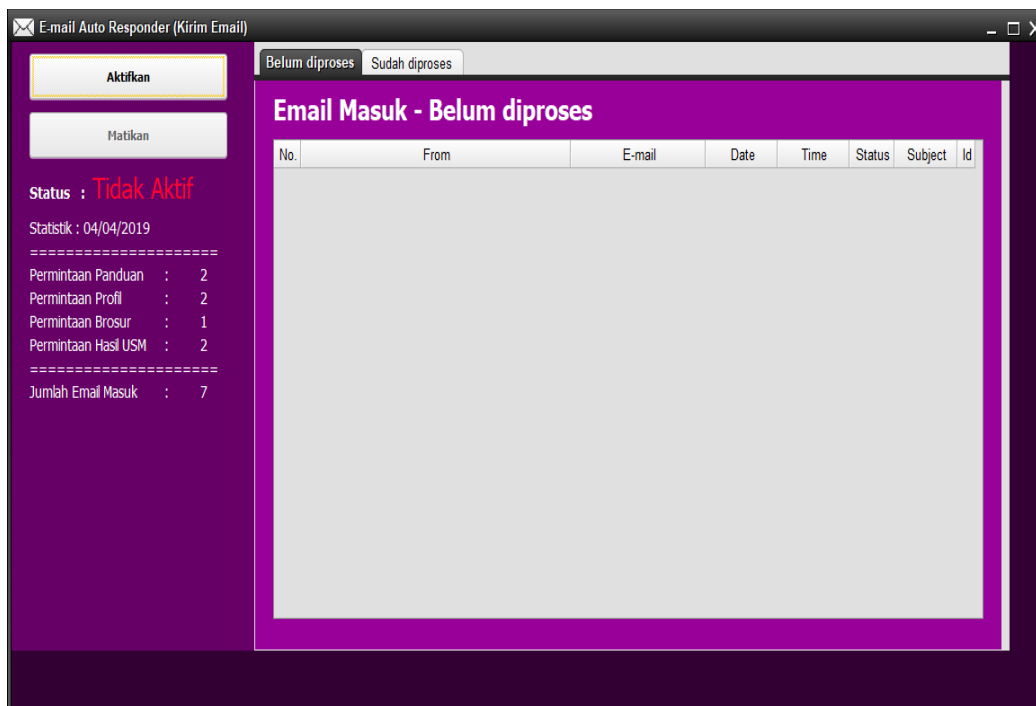 E-mail Auto Responder (Kirim Email)
Aktifkan
Matikan
Status : Tidak Aktif
Statistik : 04/04/2019
=====================
Permintaan Panduan : 2
Permintaan Profil : 2
Permintaan Brosur : 1
Permintaan Hasil USM : 2
=====================
Jumlah Email Masuk : 7
Belum diproses Sudah diproses
Email Masuk - Belum diproses
No. From E-mail Date Time Status Subject Id